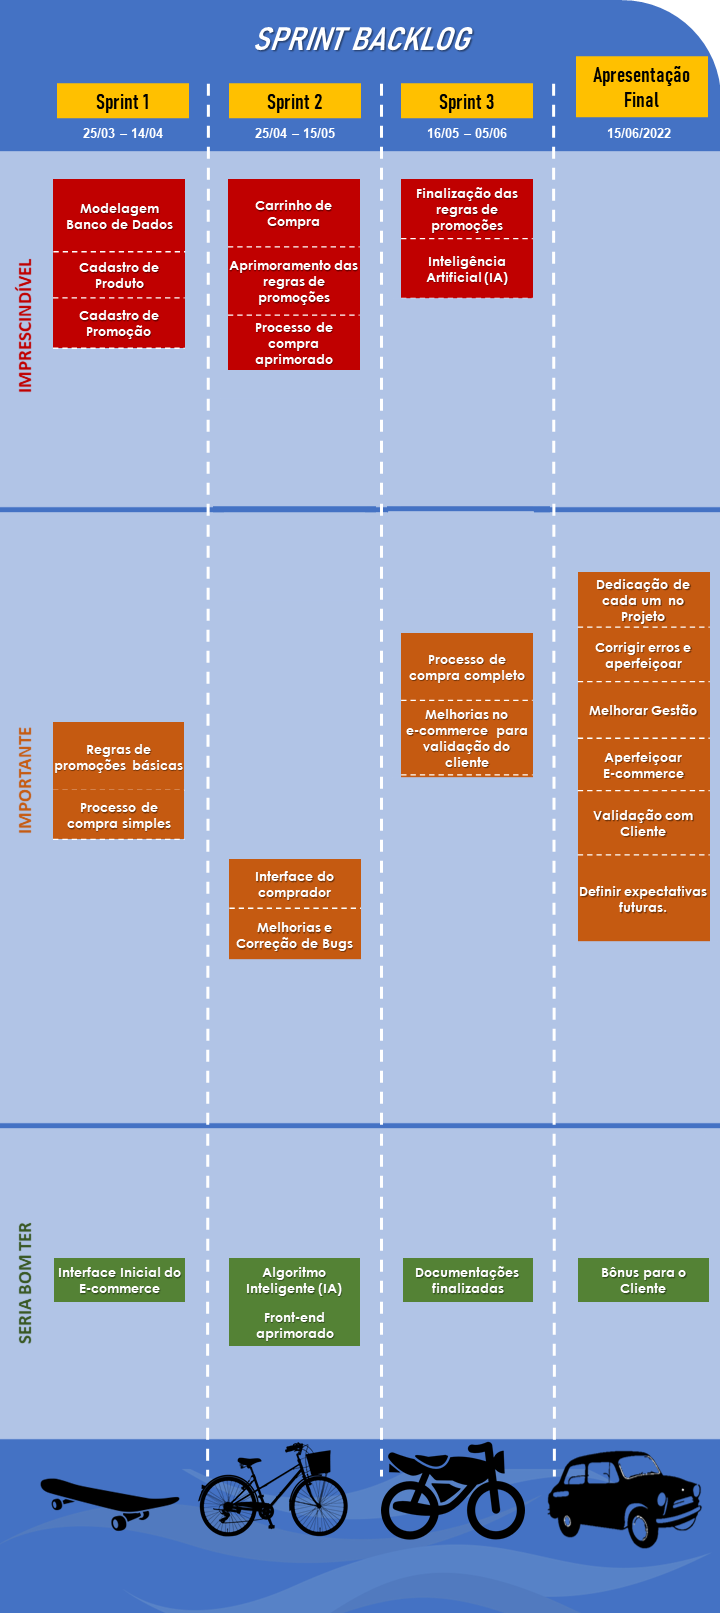 SPRINT BACKLOG
Sprint 1
25/03 – 14/04
Sprint 2
25/04 – 15/05
Sprint 3
16/05 – 05/06
Apresentação
Final
15/06/2022
IMPRESCINDÍVEL
Modelagem
Banco de Dados
Cadastro de
Produto
Cadastro de
Promoção
Carrinho de
Compra
Aprimoramento das
regras de
promoções
Processo de
compra
aprimorado
Finalização das
regras de
promoções
Inteligência
Artificial (IA)
IMPORTANTE
Regras de
promoções básicas
Processo de
compra simples
Interface do
comprador
Melhorias e
Correção de Bugs
Processo de
compra completo
Melhorias no
e-commerce para
validação do
cliente
Dedicação de
cada um no
Projeto
Corrigir erros e
aperfeiçoar
Melhorar Gestão
Aperfeiçoar
E-commerce
Validação com
Cliente
Definir expectativas
futuras.
SERIA BOM TER
Interface Inicial do
E-commerce
Algoritmo
Inteligente (IA)
Front-end
aprimorado
Documentações
finalizadas
Bônus para o
Cliente